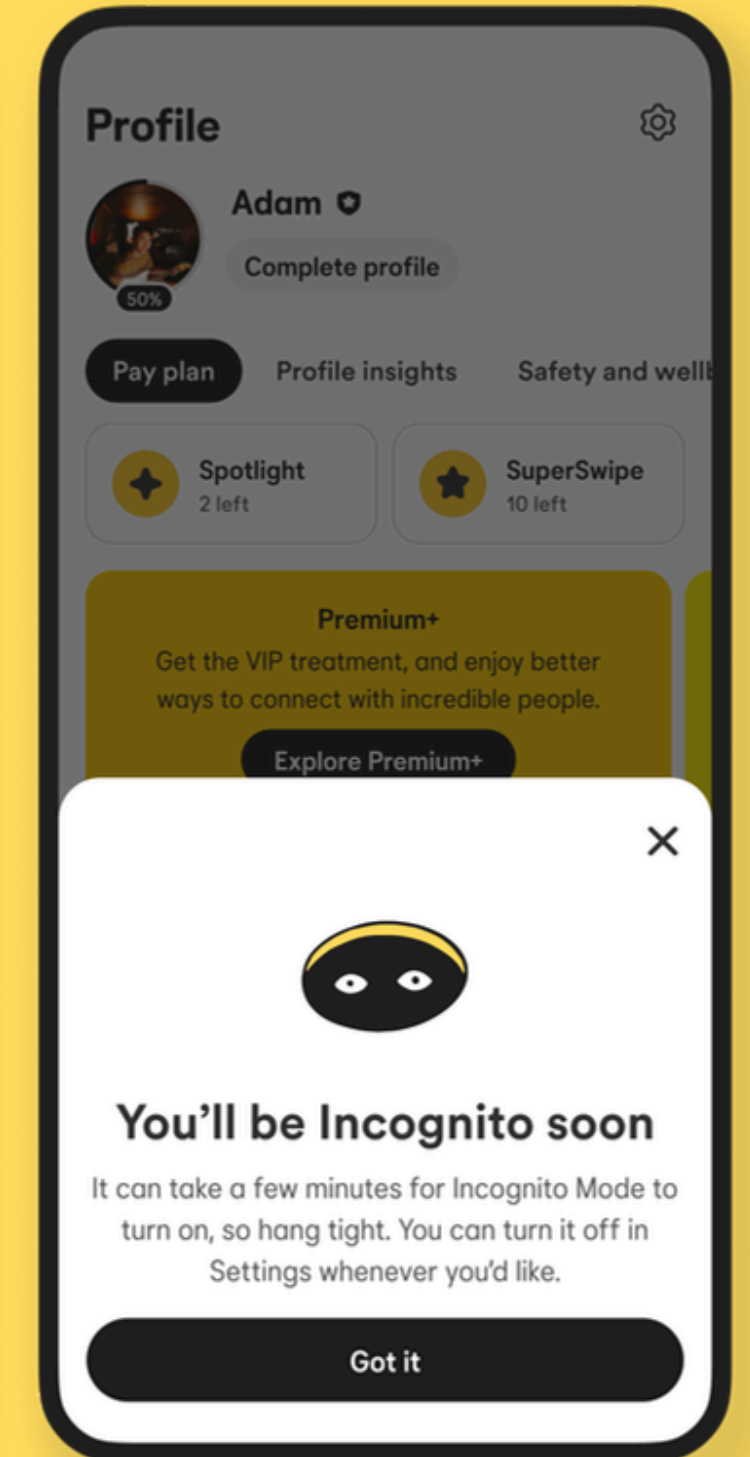 Profile
Adam
Complete profile
50%
Pay plan Profile insights Safety and
Spotlight
2 left
SuperSwipe
10 left
Premium+
Get the VIP treatment, and enjoy better
ways to connect with incredible people.
Explore Premium+
You’ll be Incognito soon
It can take a few minutes for Incognito Mode to
turn on, so hang tight. You can turn it off in
Settings whenever you’d like.
Got it